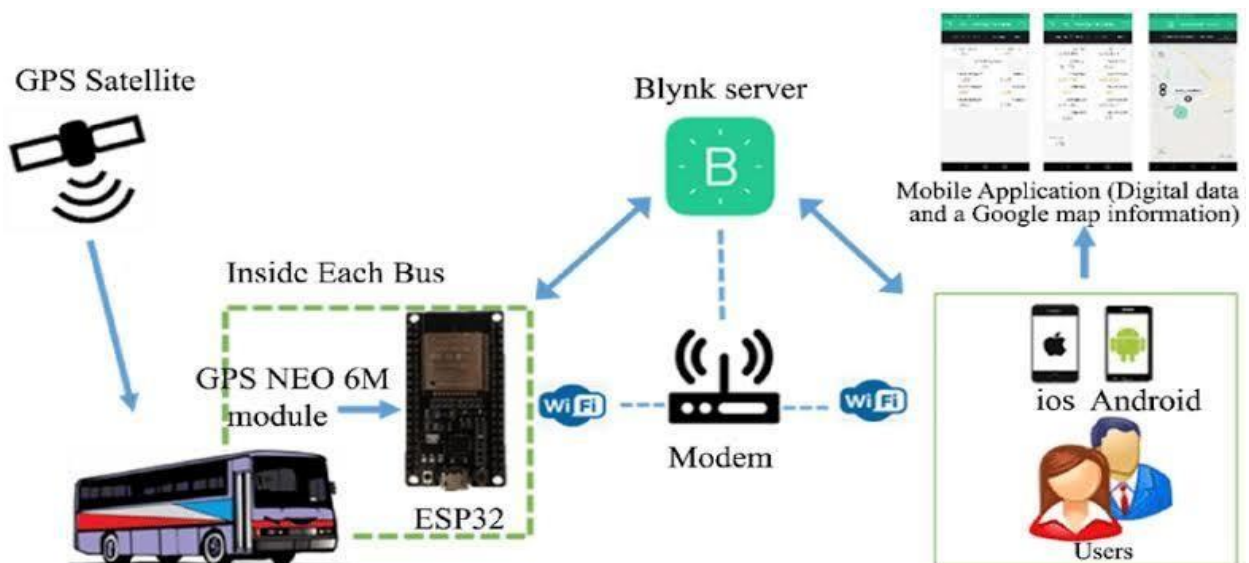 GPS Satellite
Blynk server
B
Mobile Application (Digital data
and a Google map information)
Inside Each Bus
GPS NEO 6M
module
ESP32
WiFi
Modem
WiFi
ios Android
Users